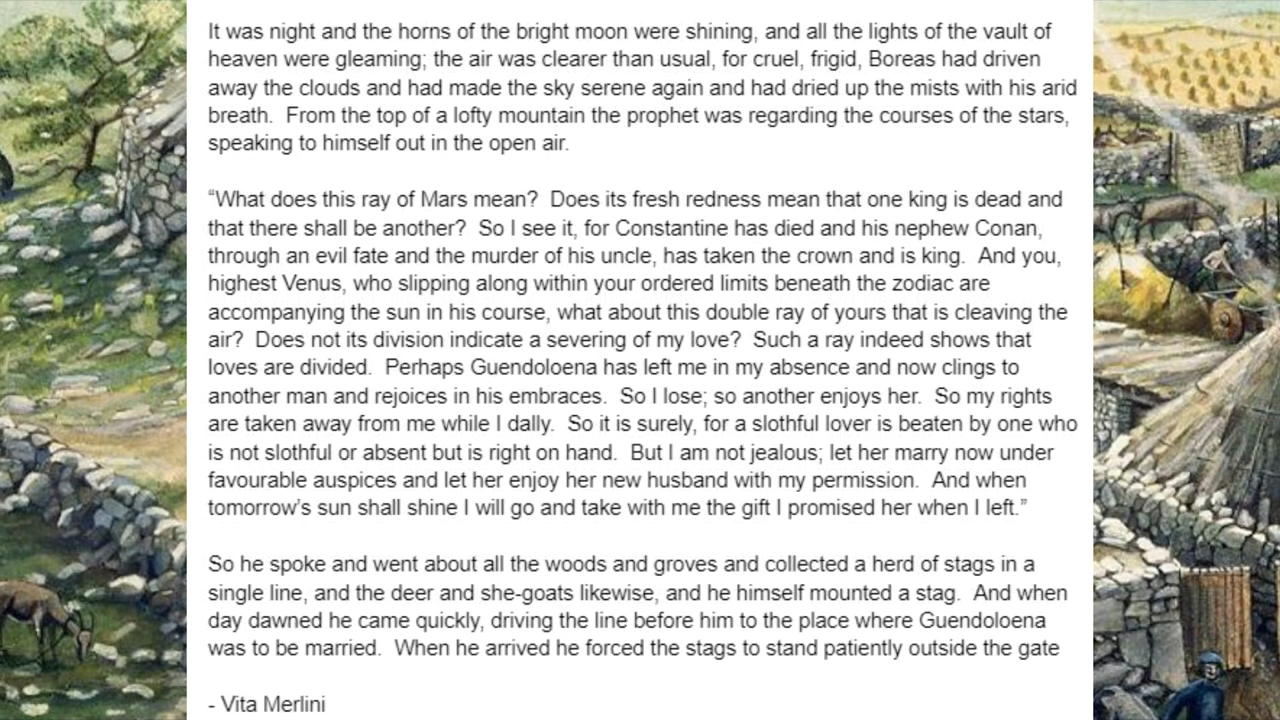 It was night and the horns of the bright moon were shining, and all the lights of the vault of
heaven were gleaming; the air was clearer than usual, for cruel, frigid, Boreas had driven
away the clouds and had made the sky serene again and had dried up the mists with his arid
breath.  From the top of a lofty mountain the prophet was regarding the courses of the stars,
speaking to himself out in the open air.
“What does this ray of Mars mean?  Does its fresh redness mean that one king is dead and
that there shall be another?  So I see it, for Constantine has died and his nephew Conan,
through an evil fate and the murder of his uncle, has taken the crown and is king.  And you,
highest Venus, who slipping along within your ordered limits beneath the zodiac are
accompanying the sun in his course, what about this double ray of yours that is cleaving the
air?  Does not its division indicate a severing of my love?  Such a ray indeed shows that
loves are divided.  Perhaps Guendoloena has left me in my absence and now clings to
another man and rejoices in his embraces.  So I lose; so another enjoys her.  So my rights
are taken away from me while I dally.  So it is surely, for a slothful lover is beaten by one who
is not slothful or absent but is right on hand.  But I am not jealous; let her marry now under
favourable auspices and let her enjoy her new husband with my permission.  And when
tomorrow’s sun shall shine I will go and take with me the gift I promised her when I left.”
So he spoke and went about all the woods and groves and collected a herd of stags in a
single line, and the deer and she-goats likewise, and he himself mounted a stag.  And when
day dawned he came quickly, driving the line before him to the place where Guendoloena
was to be married.  When he arrived he forced the stags to stand patiently outside the gate
- Vita Merlini